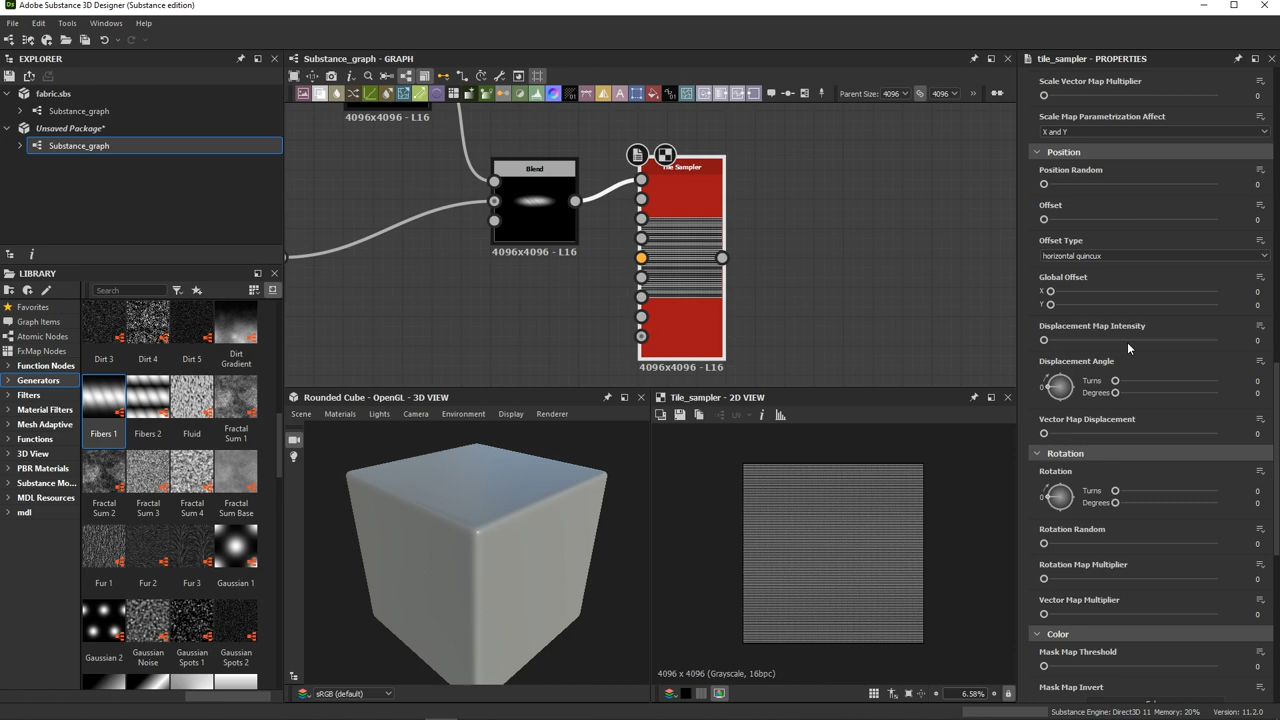 Adobe Substance 3D Designer (Substance edition)
File Edit Tools Windows Help
EXPLORER
fabric.sbs
Substance_graph
Unsaved Package*
Substance_graph
LIBRARY
Search
Favorites
Graph Items
Atomic Nodes
FxMap Nodes
Function Nodes
Generators
Filters
Material Filters
Mesh Adaptive
Functions
3D View
PBR Materials
Substance Mo...
MDL Resources
mdl
Dirt 3 Dirt 4 Dirt 5 Dirt Gradient
Fibers 1 Fibers 2 Fluid Fractal Sum 1
Fractal Sum 2 Fractal Sum 3 Fractal Sum 4 Fractal Sum Base
Fur 1 Fur 2 Fur 3 Gaussian 1
Gaussian 2 Gaussian Noise Gaussian Spots 1 Gaussian Spots 2
Substance_graph - GRAPH
Parent Size: 4096 4096
4096x4096 - L16
Blend
4096x4096 - L16
Tile Sampler
4096x4096 - L16
Rounded Cube - OpenGL - 3D VIEW
Scene Materials Lights Camera Environment Display Renderer
sRGB (default)
Tile_sampler - 2D VIEW
UV
4096 x 4096 (Grayscale, 16bpc)
6.58%
tile_sampler - PROPERTIES
Scale Vector Map Multiplier
0
Scale Map Parametrization Affect
X and Y
Position
Position Random
0
Offset
0
Offset Type
horizontal quincux
Global Offset
X 0
Y 0
Displacement Map Intensity
0
Displacement Angle
Turns 0
Degrees 0
Vector Map Displacement
0
Rotation
Rotation
Turns 0
Degrees 0
Rotation Random
0
Rotation Map Multiplier
0
Vector Map Multiplier
0
Color
Mask Map Threshold
0
Mask Map Invert
Substance Engine: Direct3D 11 Memory: 20% Version: 11.2.0